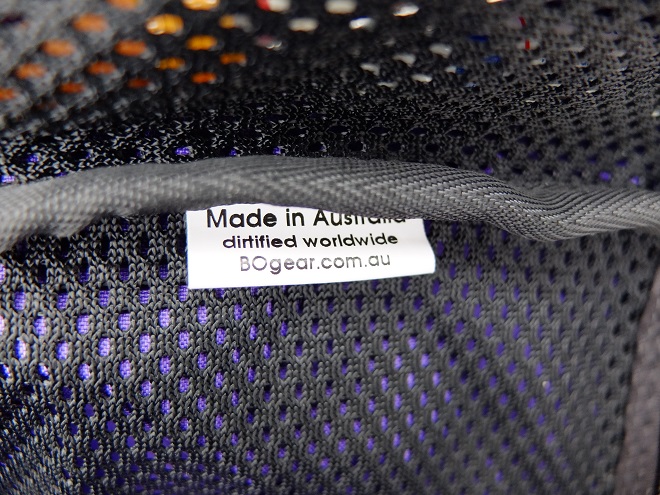 Made in Australia
dirtified worldwide
BOgear.com.au